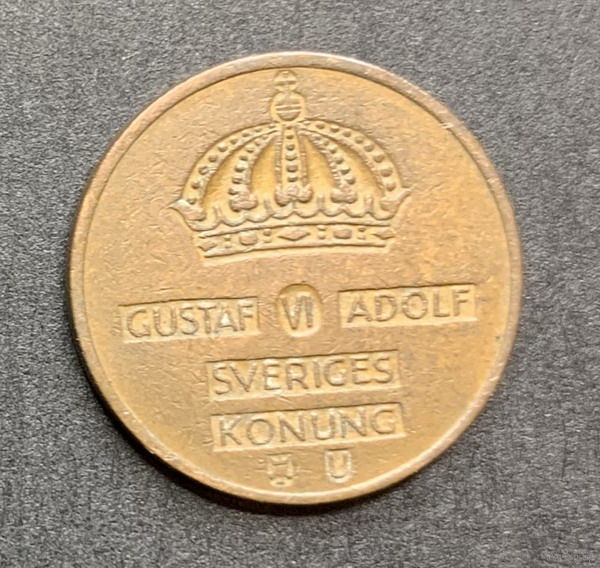 GUSTAF VI ADOLF
SVERIGES
KONUNG
U